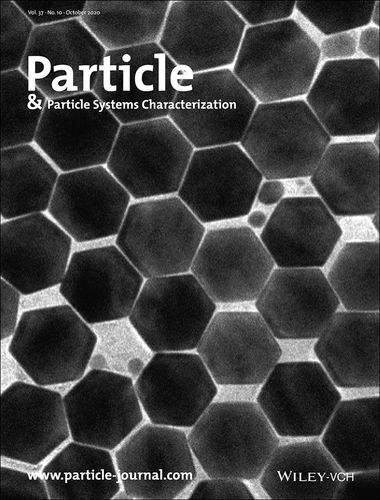 Vol. 37 · No. 10 · October 2020
Particle
& Particle Systems Characterization
www.particle-journal.com
WILEY-VCH